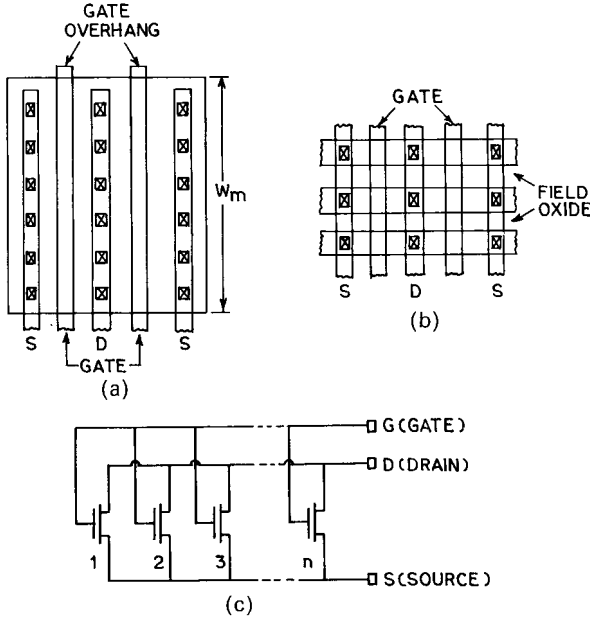 GATE
OVERHANG
Wm
S D S
GATE
(a)
GATE
FIELD
OXIDE
S D S
(b)
G(GATE)
D(DRAIN)
1 2 3 n
S(SOURCE)
(c)